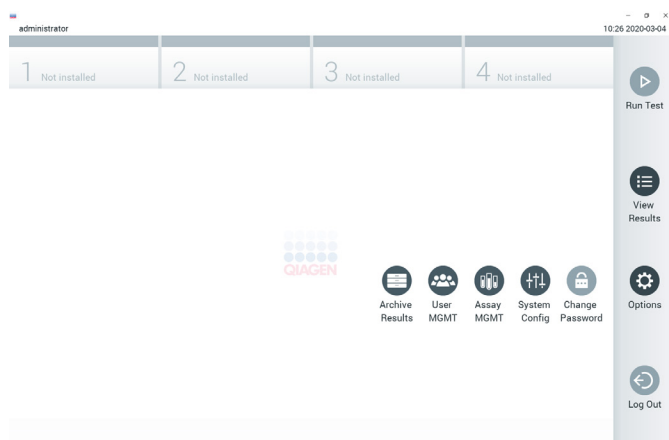 administrator
10:26 2020-03-04
1 Not installed
2 Not installed
3 Not installed
4 Not installed
Run Test
View
Results
QIAGEN
Archive
Results
User
MGMT
Assay
MGMT
System
Config
Change
Password
Options
Log Out